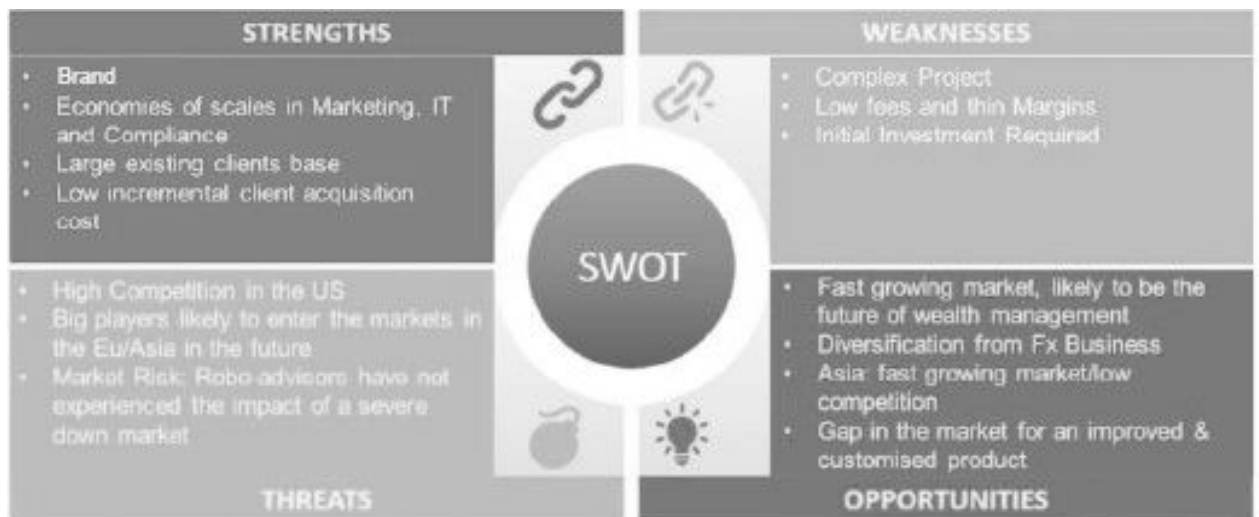 STRENGTHS
• Brand
• Economies of scales in Marketing, IT
and Compliance
• Large existing clients base
• Low incremental client acquisition
cost
WEAKNESSES
• Complex Project
• Low fees and thin Margins
• Initial Investment Required
SWOT
• High Competition in the US
• Big players likely to enter the markets in
the Eu/Asia in the future
• Market Risk: Robo-advisors have not
experienced the impact of a severe
down market
THREATS
• Fast growing market, likely to be the
future of wealth management
• Diversification from Fx Business
• Asia: fast growing market/low
competition
• Gap in the market for an improved &
customised product
OPPORTUNITIES